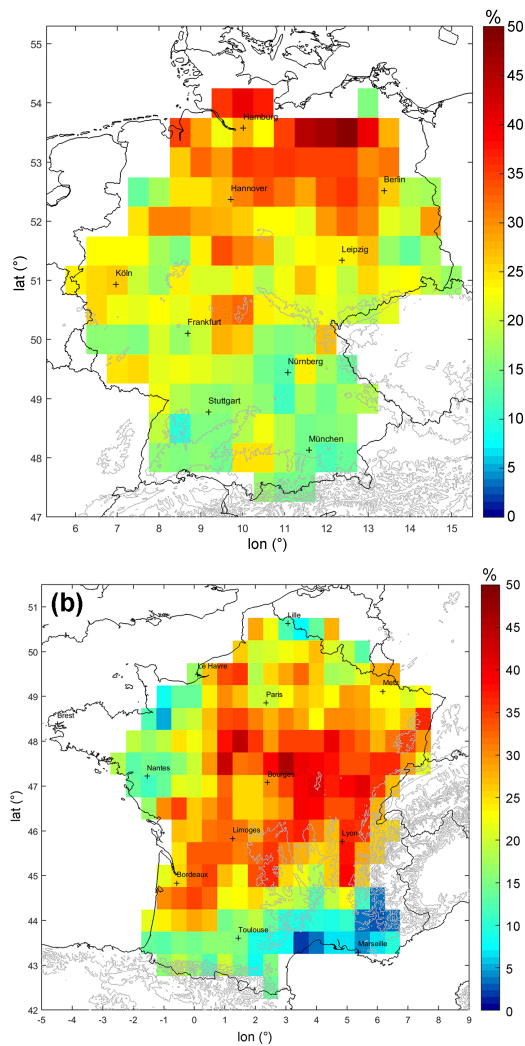 %
50
45
40
35
30
25
20
15
10
5
0
55
54
53
52
51
50
49
48
47
lat (°)
Hamburg
Berlin
Hannover
Leipzig
Köln
Frankfurt
Nürnberg
Stuttgart
München
6 7 8 9 10 11 12 13 14 15
lon (°)
(b)
%
50
45
40
35
30
25
20
15
10
5
0
51
50
49
48
47
46
45
44
43
42
lat (°)
Lille
Le Havre
Metz
Paris
Brest
Nantes
Bourges
Limoges
Lyon
Bordeaux
Toulouse
Marseille
-5 -4 -3 -2 -1 0 1 2 3 4 5 6 7 8 9
lon (°)